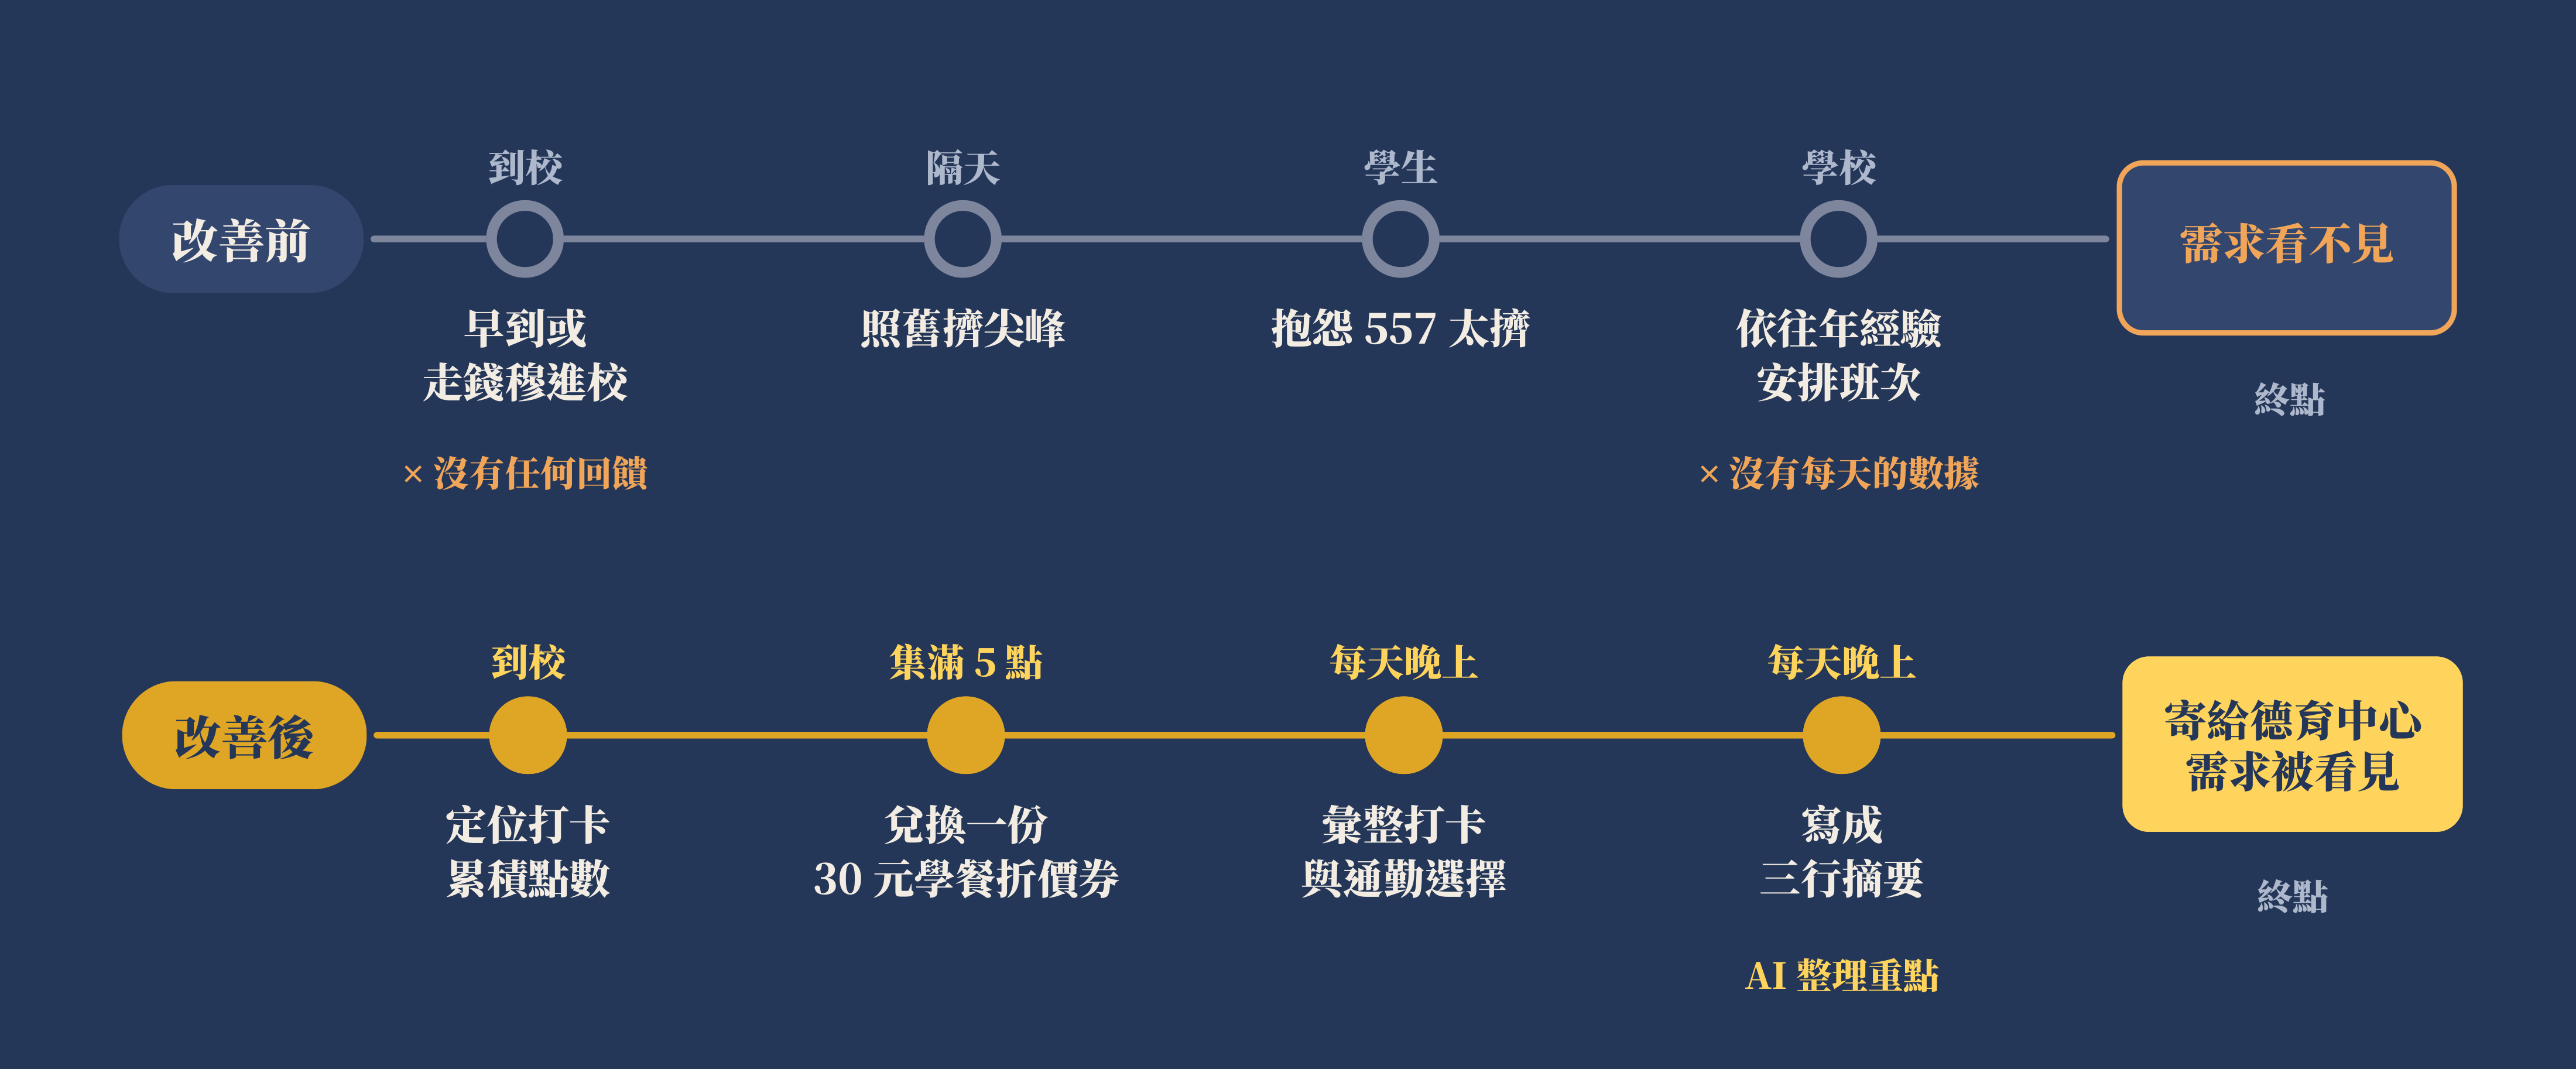 改善前
到校
早到或
走錢穆進校
× 沒有任何回饋
隔天
照舊擠尖峰
學生
抱怨 557 太擠
學校
依往年經驗
安排班次
× 沒有每天的數據
需求看不見
終點
改善後
到校
定位打卡
累積點數
集滿 5 點
兌換一份
30 元學餐折價券
每天晚上
彙整打卡
與通勤選擇
每天晚上
寫成
三行摘要
AI 整理重點
寄給德育中心
需求被看見
終點